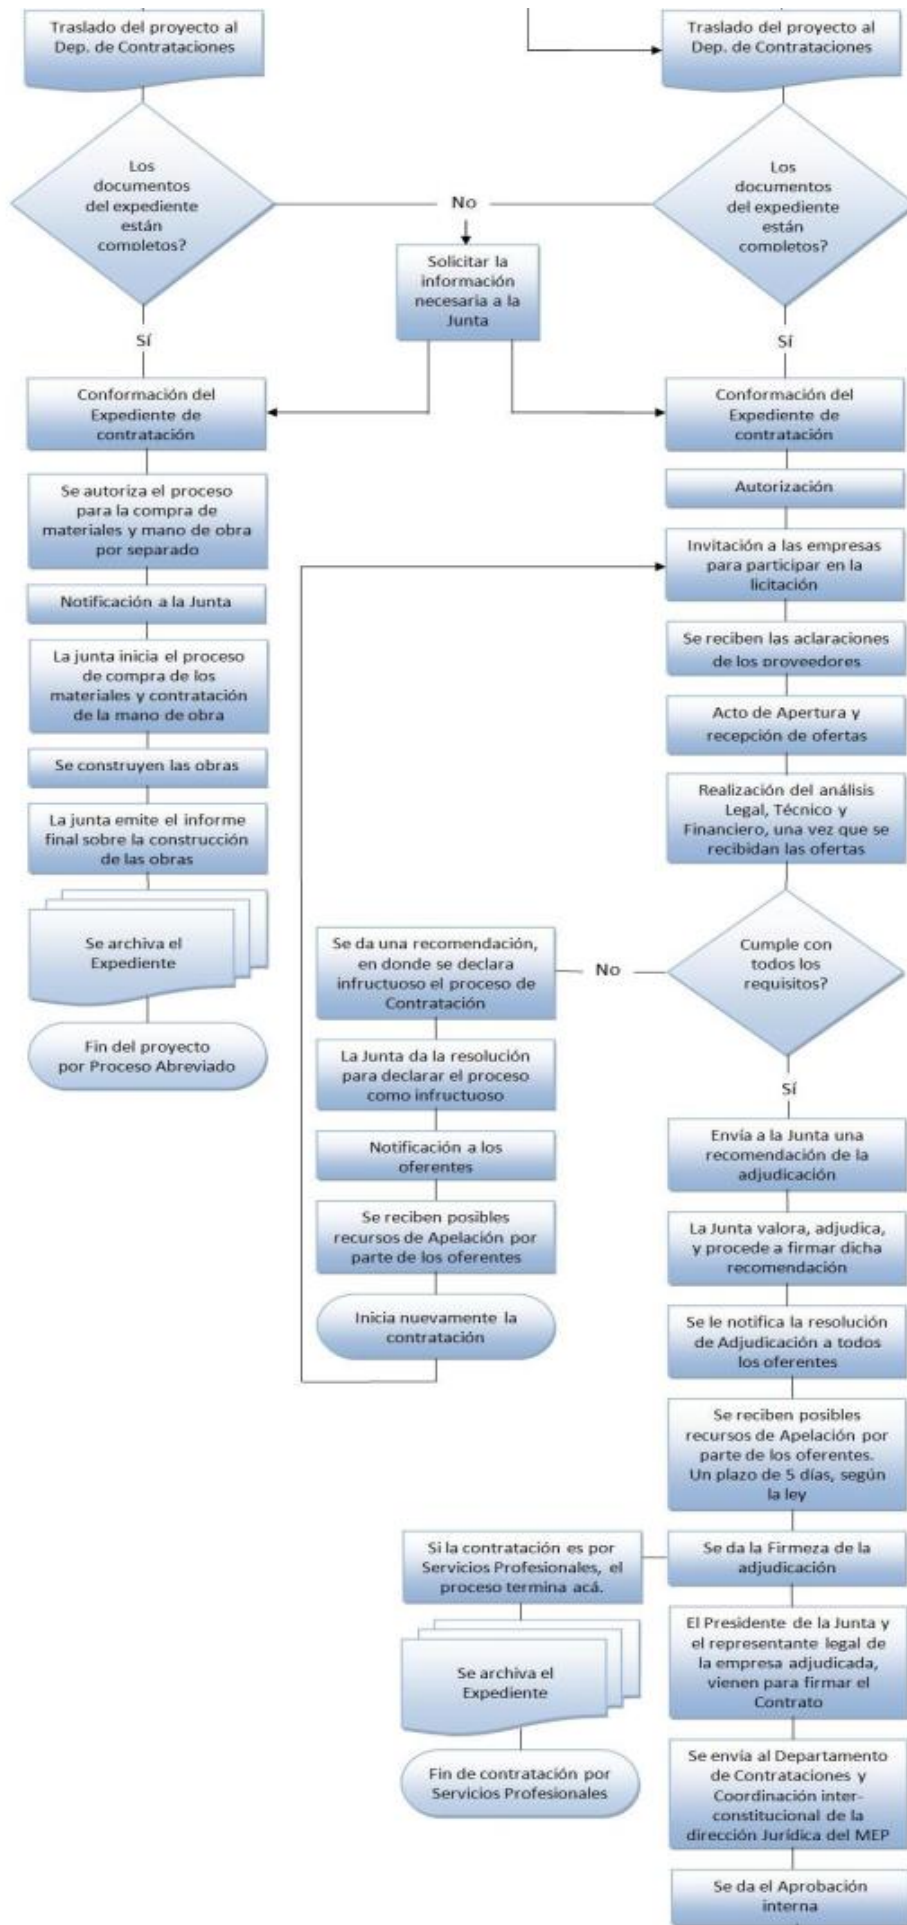 Traslado del proyecto al
Dep. de Contrataciones
Los
documentos
del expediente
están
completos?
Sí
Conformación del
Expediente de
contratación
Se autoriza el proceso
para la compra de
materiales y mano de obra
por separado
Notificación a la Junta
La junta inicia el proceso
de compra de los
materiales y contratación
de la mano de obra
Se construyen las obras
La junta emite el informe
final sobre la construcción
de las obras
Se archiva el
Expediente
Fin del proyecto
por Proceso Abreviado
No
Solicitar la
información
necesaria a la
Junta
Traslado del proyecto al
Dep. de Contrataciones
Los
documentos
del expediente
están
completos?
Sí
Conformación del
Expediente de
contratación
Autorización
Invitación a las empresas
para participar en la
licitación
Se reciben las aclaraciones
de los proveedores
Acto de Apertura y
recepción de ofertas
Realización del análisis
Legal, Técnico y
Financiero, una vez que se
recibidan las ofertas
Cumple con
todos los
requisitos?
No
Se da una recomendación,
en donde se declara
infructuoso el proceso de
Contratación
La Junta da la resolución
para declarar el proceso
como infructuoso
Notificación a los
oferentes
Se reciben posibles
recursos de Apelación por
parte de los oferentes
Inicia nuevamente la
contratación
Sí
Envía a la Junta una
recomendación de la
adjudicación
La Junta valora, adjudica,
y procede a firmar dicha
recomendación
Se le notifica la resolución
de Adjudicación a todos
los oferentes
Se reciben posibles
recursos de Apelación por
parte de los oferentes.
Un plazo de 5 días, según
la ley
Se da la Firmeza de la
adjudicación
Si la contratación es por
Servicios Profesionales, el
proceso termina acá.
Se archiva el
Expediente
Fin de contratación por
Servicios Profesionales
El Presidente de la Junta y
el representante legal de
la empresa adjudicada,
vienen para firmar el
Contrato
Se envía al Departamento
de Contrataciones y
Coordinación inter-
constitucional de la
dirección Jurídica del MEP
Se da el Aprobación
interna